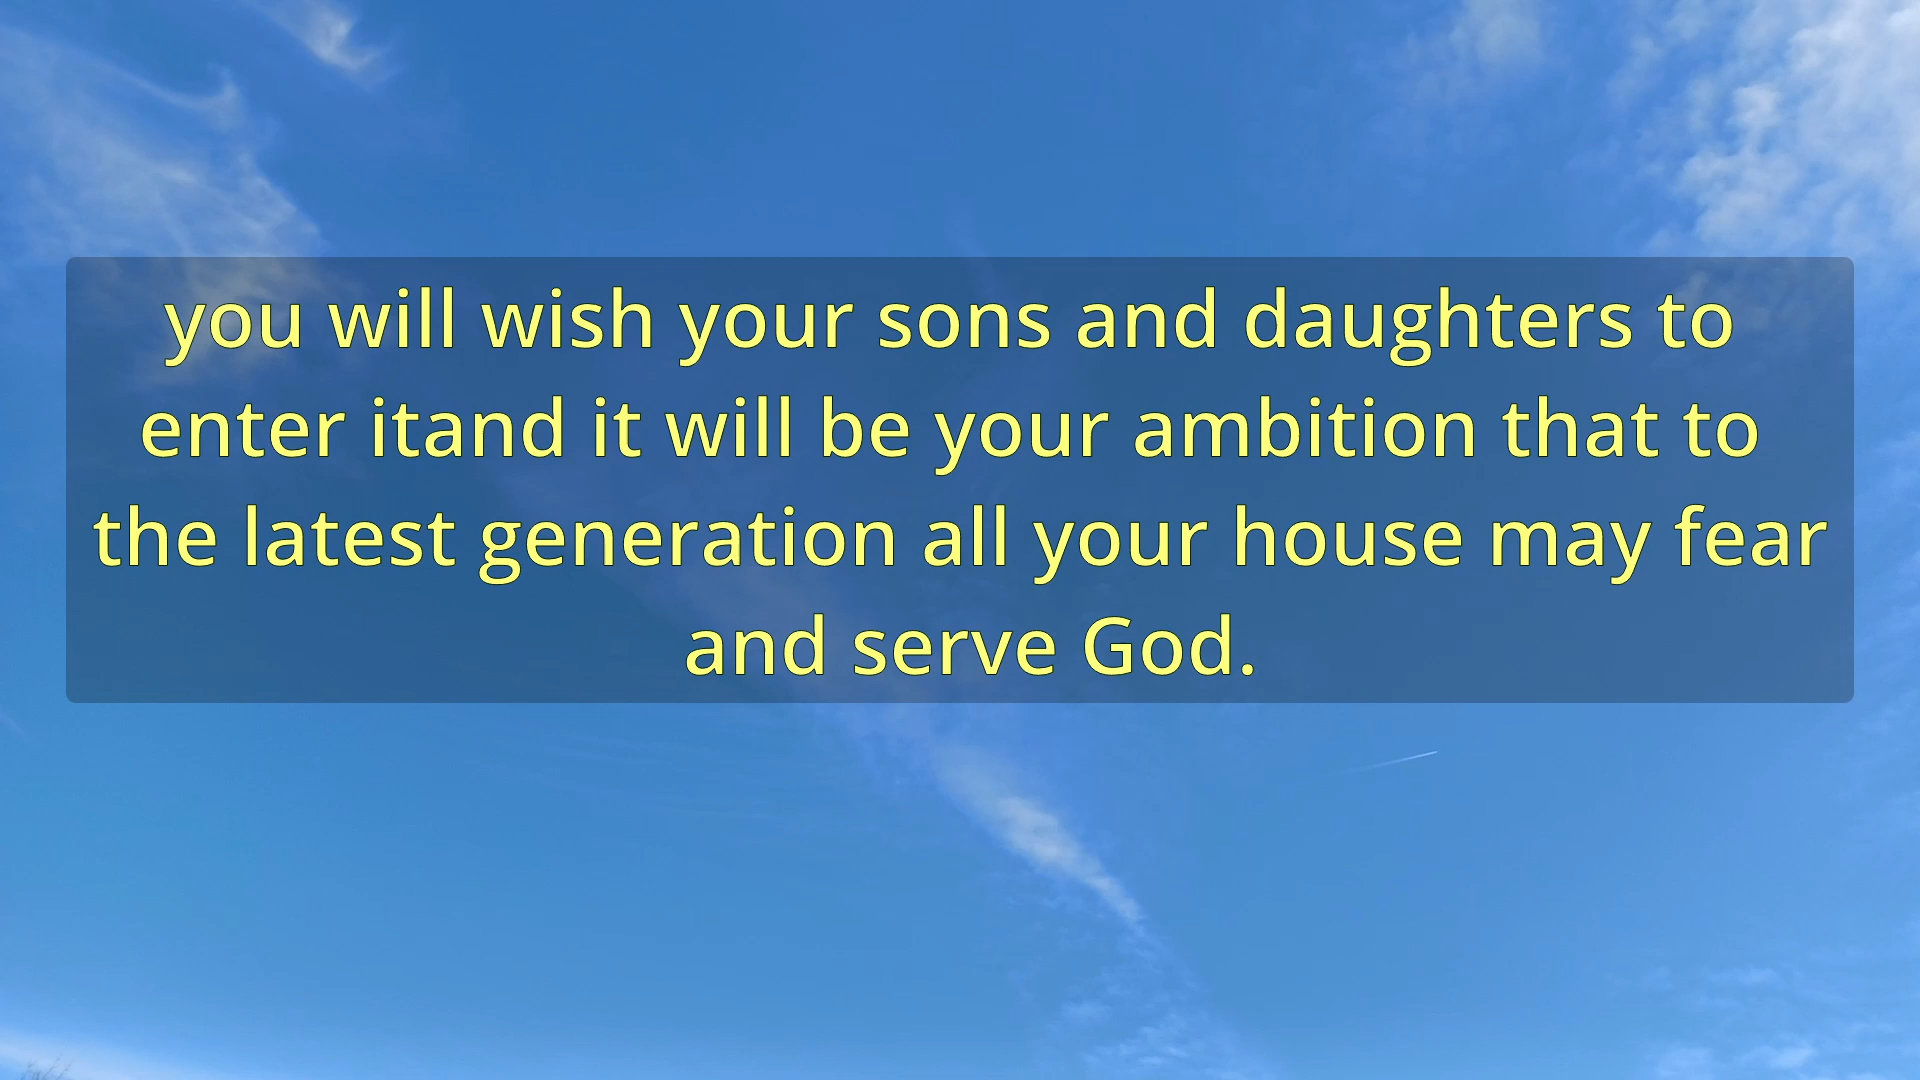 you will wish your sons and daughters to
enter itand it will be your ambition that to
the latest generation all your house may fear
and serve God.